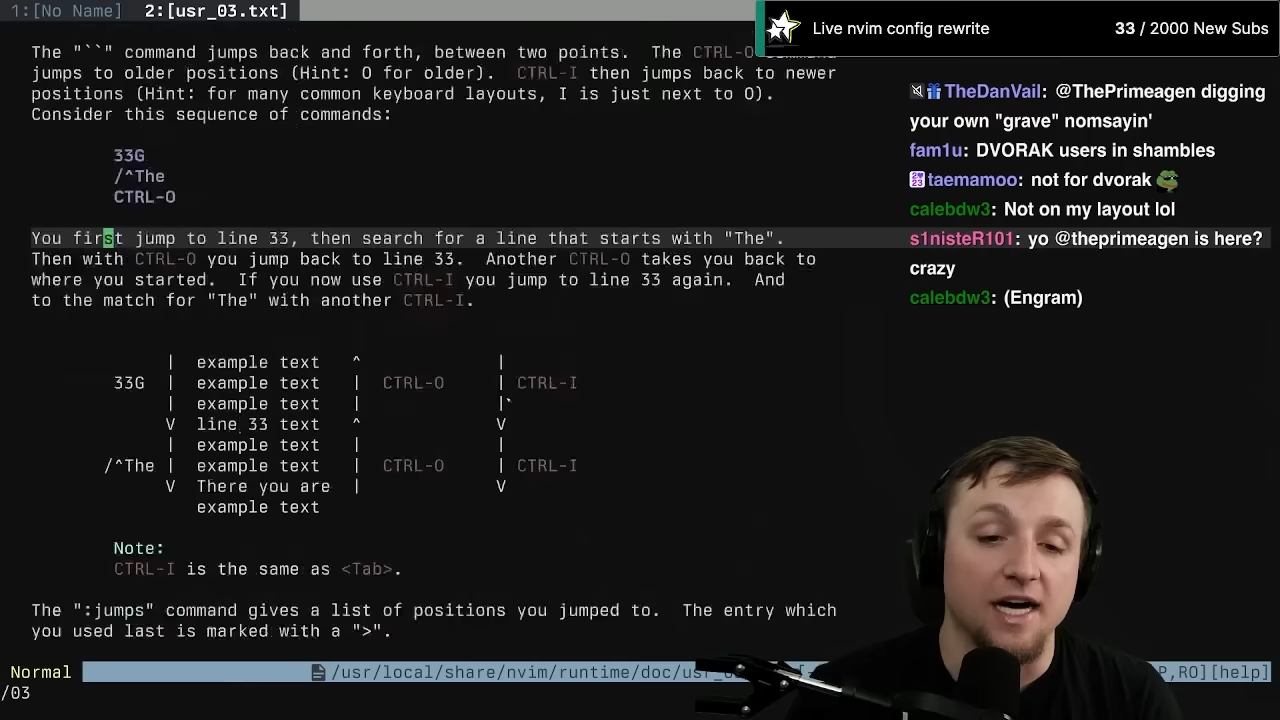 1:[No Name]  2:[usr_03.txt]
Live nvim config rewrite
33 / 2000 New Subs
The "``" command jumps back and forth, between two points.  The CTRL-O
jumps to older positions (Hint: O for older).  CTRL-I then jumps back to newer
positions (Hint: for many common keyboard layouts, I is just next to O).
Consider this sequence of commands:
33G
/^The
CTRL-O
You first jump to line 33, then search for a line that starts with "The".
Then with CTRL-O you jump back to line 33.  Another CTRL-O takes you back to
where you started.  If you now use CTRL-I you jump to line 33 again.  And
to the match for "The" with another CTRL-I.
|  example text   ^             |
33G  |  example text   |  CTRL-O     | CTRL-I
|  example text   |             |
V  line 33 text   ^             V
|  example text   |             |
/^The |  example text   |  CTRL-O     | CTRL-I
V  There you are  |             V
example text
Note:
CTRL-I is the same as <Tab>.
The ":jumps" command gives a list of positions you jumped to.  The entry which
you used last is marked with a ">".
Normal
/usr/local/share/nvim/runtime/doc/usr_ P,RO][help]
/03
TheDanVail: @ThePrimeagen digging
your own "grave" nomsayin'
fam1u: DVORAK users in shambles
taemamoo: not for dvorak
calebdw3: Not on my layout lol
s1nisteR101: yo @theprimeagen is here?
crazy
calebdw3: (Engram)